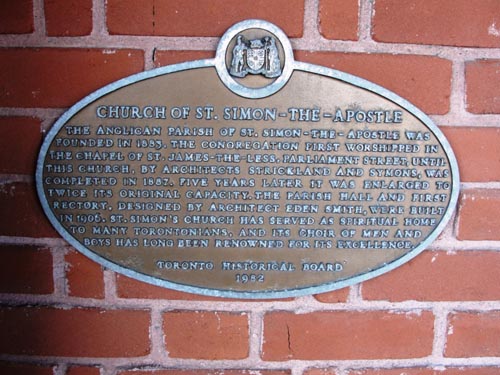 CHURCH OF ST. SIMON-THE-APOSTLE
THE ANGLICAN PARISH OF ST. SIMON-THE-APOSTLE WAS
FOUNDED IN 1883. THE CONGREGATION FIRST WORSHIPPED IN
THE CHAPEL OF ST. JAMES-THE-LESS, PARLIAMENT STREET, UNTIL
THIS CHURCH, BY ARCHITECTS STRICKLAND AND SYMONS, WAS
COMPLETED IN 1887. FIVE YEARS LATER IT WAS ENLARGED TO
TWICE ITS ORIGINAL CAPACITY. THE PARISH HALL AND FIRST
RECTORY, DESIGNED BY ARCHITECT EDEN SMITH, WERE BUILT
IN 1906. ST. SIMON'S CHURCH HAS SERVED AS SPIRITUAL HOME
TO MANY TORONTONIANS, AND ITS CHOIR OF MEN AND
BOYS HAS LONG BEEN RENOWNED FOR ITS EXCELLENCE.
TORONTO HISTORICAL BOARD
1982